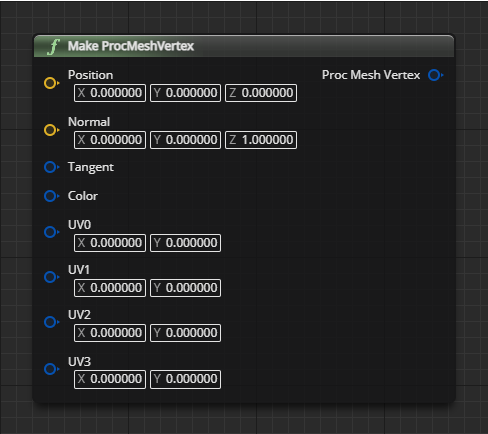 f Make ProcMeshVertex
Position Proc Mesh Vertex
X 0.000000 Y 0.000000 Z 0.000000
Normal
X 0.000000 Y 0.000000 Z 1.000000
Tangent
Color
UV0
X 0.000000 Y 0.000000
UV1
X 0.000000 Y 0.000000
UV2
X 0.000000 Y 0.000000
UV3
X 0.000000 Y 0.000000